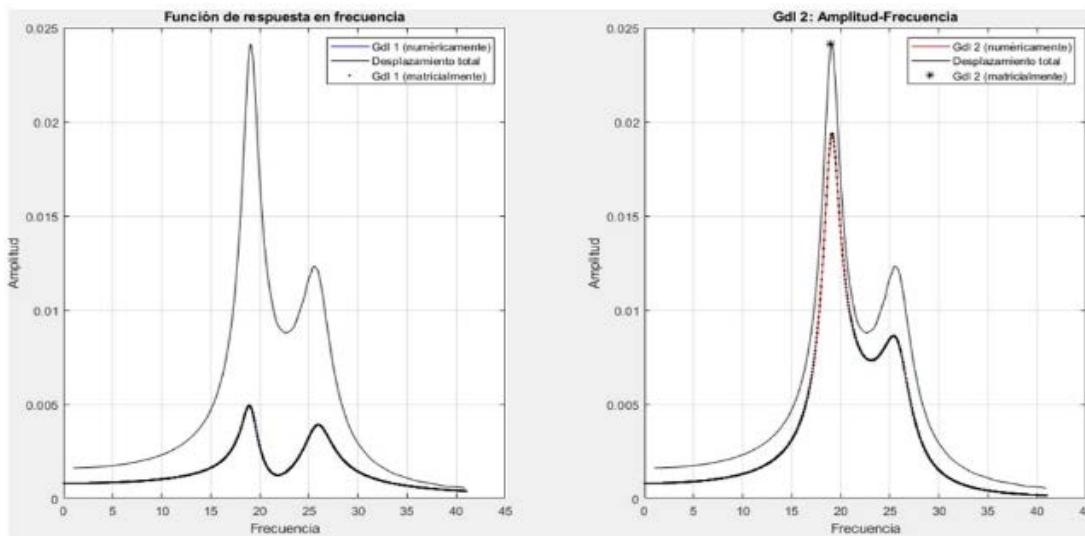 Función de respuesta en frecuencia
Gdl 1 (numéricamente)
Desplazamiento total
Gdl 1 (matricialmente)
0.025
0.02
0.015
0.01
0.005
0
Amplitud
0 5 10 15 20 25 30 35 40 45
Frecuencia
Gdl 2: Amplitud-Frecuencia
Gdl 2 (numéricamente)
Desplazamiento total
Gdl 2 (matricialmente)
0.025
0.02
0.015
0.01
0.005
0
Amplitud
0 5 10 15 20 25 30 35 40 45
Frecuencia